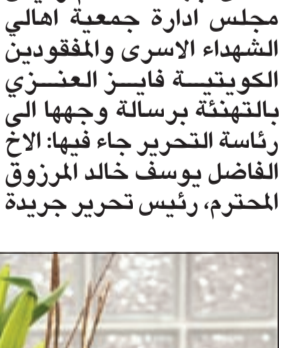 مجلس ادارة جمعية اهالي
الشهداء الاسرى والمفقودين
الكويتية فايز العنزي
بالتهنئة برسالة وجهها الى
رئاسة التحرير جاء فيها: الاخ
الفاضل يوسف خالد المرزوق
المحترم، رئيس تحرير جريدة